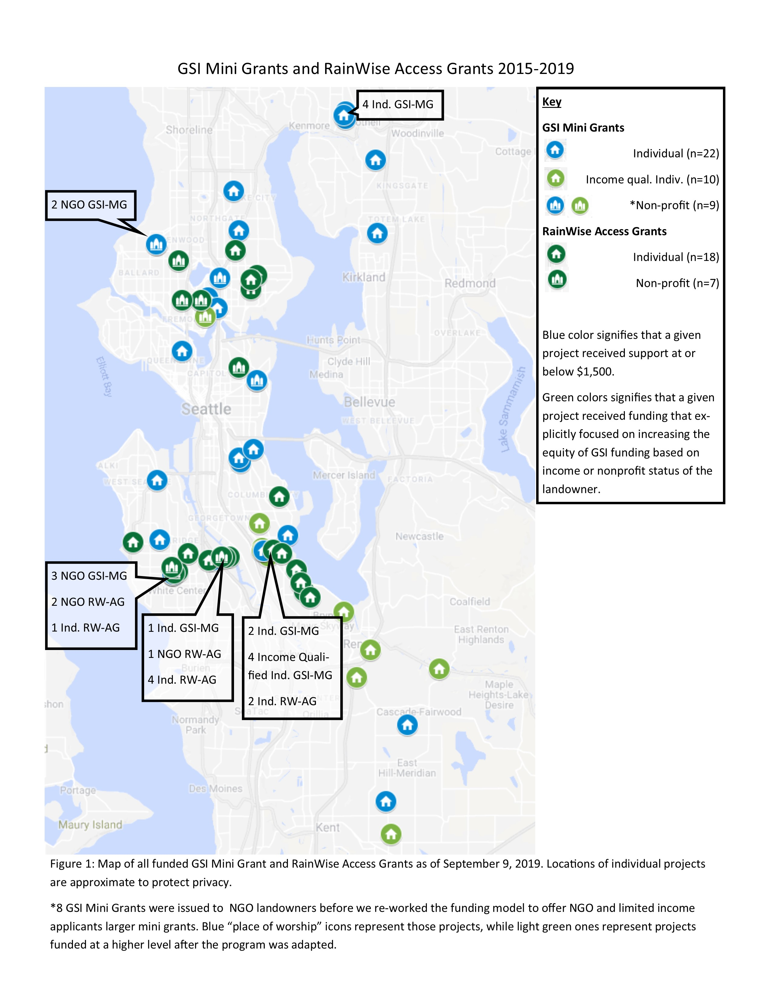 GSI Mini Grants and RainWise Access Grants 2015-2019
4 Ind. GSI-MG
Shoreline
Kenmore
Woodinville
Cottage
KINGSGATE
2 NGO GSI-MG
NORTHGATE
TOTEM LAKE
BALLARD
Kirkland
Redmond
OVERLAKE
Hunts Point
Clyde Hill
Medina
CAPITOL
Elliott Bay
Seattle
Bellevue
WEST BELLEVUE
Lake Sammamish
ALKI
Mercer Island
FACTORIA
GEORGETOWN
Newcastle
3 NGO GSI-MG
2 NGO RW-AG
1 Ind. RW-AG
White Center
Coalfield
1 Ind. GSI-MG
1 NGO RW-AG
4 Ind. RW-AG
2 Ind. GSI-MG
4 Income Quali-
fied Ind. GSI-MG
2 Ind. RW-AG
East Renton
Highlands
Burien
Maple
Heights-Lake
Desire
SeaTac
Orillia
Cascade-Fairwood
Normandy
Park
East
Hill-Meridian
Portage
Des Moines
Maury Island
Kent
Key
GSI Mini Grants
Individual (n=22)
Income qual. Indiv. (n=10)
*Non-profit (n=9)
RainWise Access Grants
Individual (n=18)
Non-profit (n=7)
Blue color signifies that a given
project received support at or
below $1,500.
Green colors signifies that a given
project received funding that ex-
plicitly focused on increasing the
equity of GSI funding based on
income or nonprofit status of the
landowner.
Figure 1: Map of all funded GSI Mini Grant and RainWise Access Grants as of September 9, 2019. Locations of individual projects
are approximate to protect privacy.
*8 GSI Mini Grants were issued to  NGO landowners before we re-worked the funding model to offer NGO and limited income
applicants larger mini grants. Blue “place of worship” icons represent those projects, while light green ones represent projects
funded at a higher level after the program was adapted.